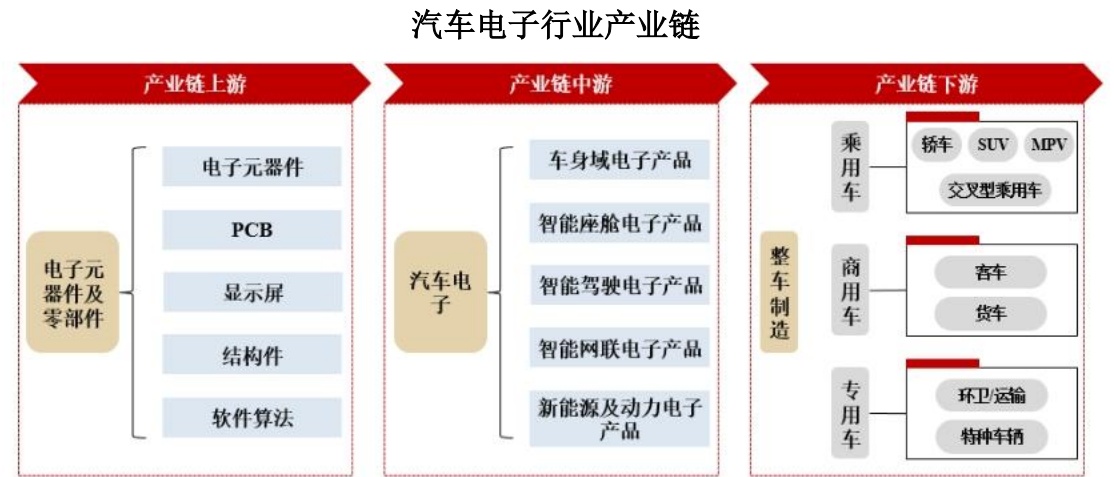 汽车电子行业产业链
产业链上游
电子元
器件及
零部件
电子元器件
PCB
显示屏
结构件
软件算法
产业链中游
汽车电
子
车身域电子产品
智能座舱电子产品
智能驾驶电子产品
智能网联电子产品
新能源及动力电子
产品
产业链下游
整车制造
乘用车
轿车 SUV MPV
交叉型乘用车
商用车
客车
货车
专用车
环卫/运输
特种车辆